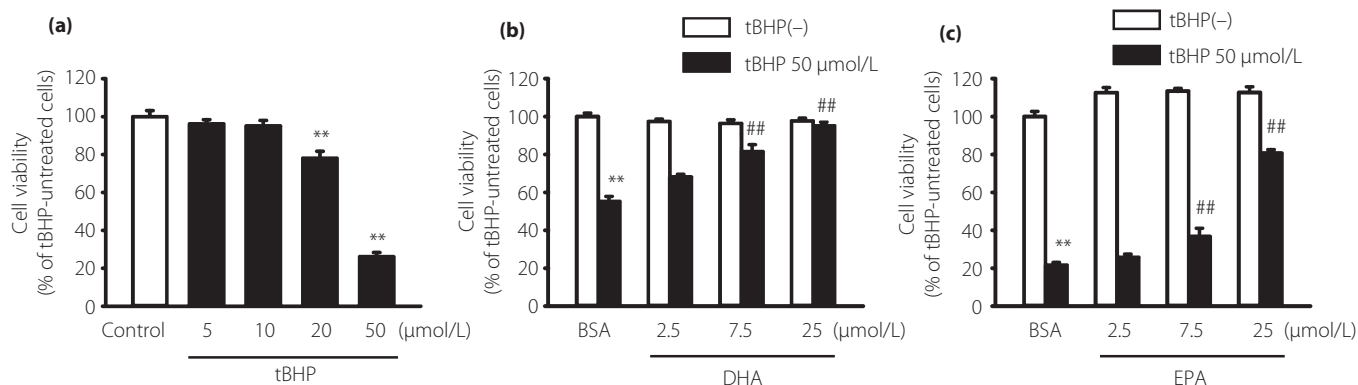 (a)
Cell viability
(% of tBHP-untreated cells)
120
100
80
60
40
20
0
**
**
Control 5 10 20 50 (μmol/L)
tBHP
(b)
tBHP(−)
tBHP 50 μmol/L
Cell viability
(% of tBHP-untreated cells)
120
100
80
60
40
20
0
**
##
##
BSA 2.5 7.5 25 (μmol/L)
DHA
(c)
tBHP(−)
tBHP 50 μmol/L
Cell viability
(% of tBHP-untreated cells)
120
100
80
60
40
20
0
**
##
##
BSA 2.5 7.5 25 (μmol/L)
EPA